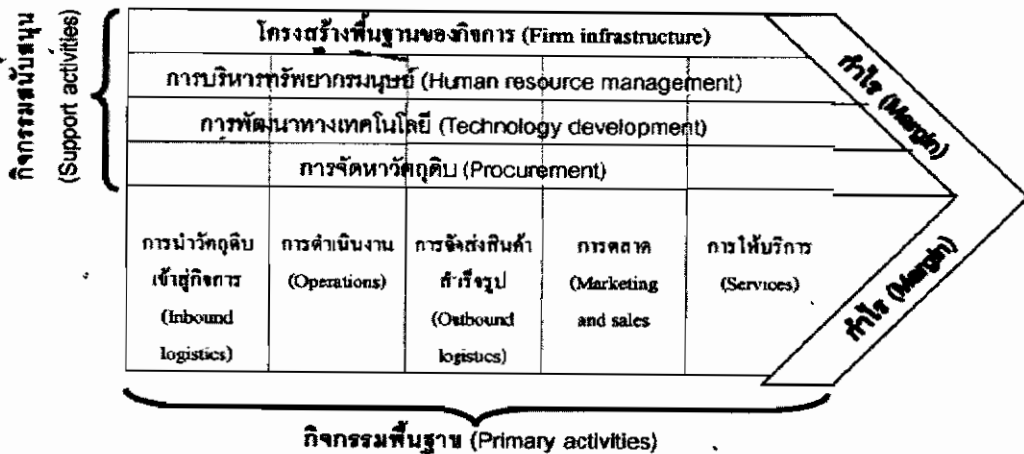 กิจกรรมสนับสนุน
(Support activities)
โครงสร้างพื้นฐานของกิจการ (Firm infrastructure)
การบริหารทรัพยากรมนุษย์ (Human resource management)
การพัฒนาทางเทคโนโลยี (Technology development)
การจัดหาวัตถุดิบ (Procurement)
กำไร (Margin)
การนำวัตถุดิบ
เข้าสู่กิจการ
(Inbound
logistics)
การดำเนินงาน
(Operations)
การจัดส่งสินค้า
สำเร็จรูป
(Outbound
logistics)
การตลาด
(Marketing
and sales
การให้บริการ
(Services)
กำไร (Margin)
กิจกรรมพื้นฐาน (Primary activities)